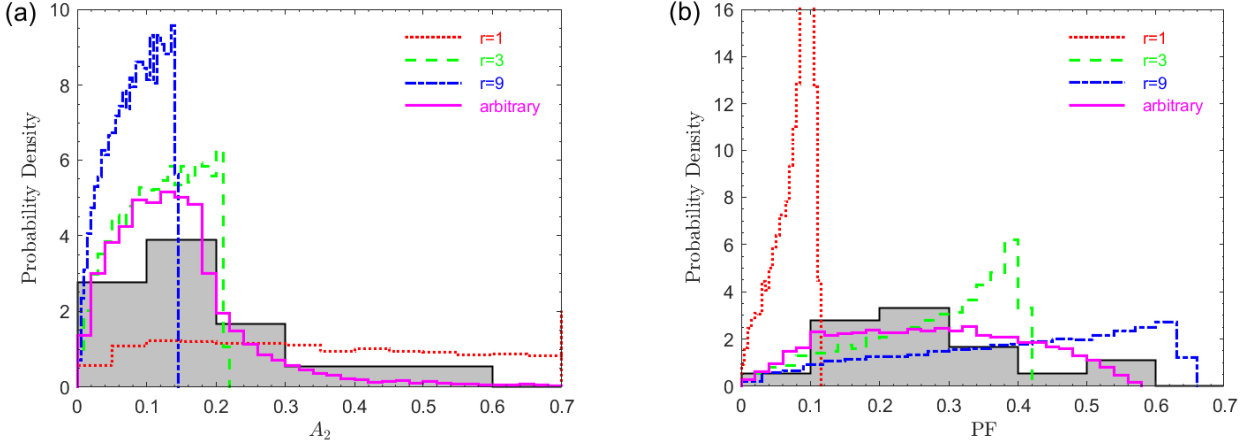 (a)
10
8
6
4
2
0
Probability Density
0 0.1 0.2 0.3 0.4 0.5 0.6 0.7
A2
r=1
r=3
r=9
arbitrary
(b)
16
14
12
10
8
6
4
2
0
Probability Density
0 0.1 0.2 0.3 0.4 0.5 0.6 0.7
PF
r=1
r=3
r=9
arbitrary